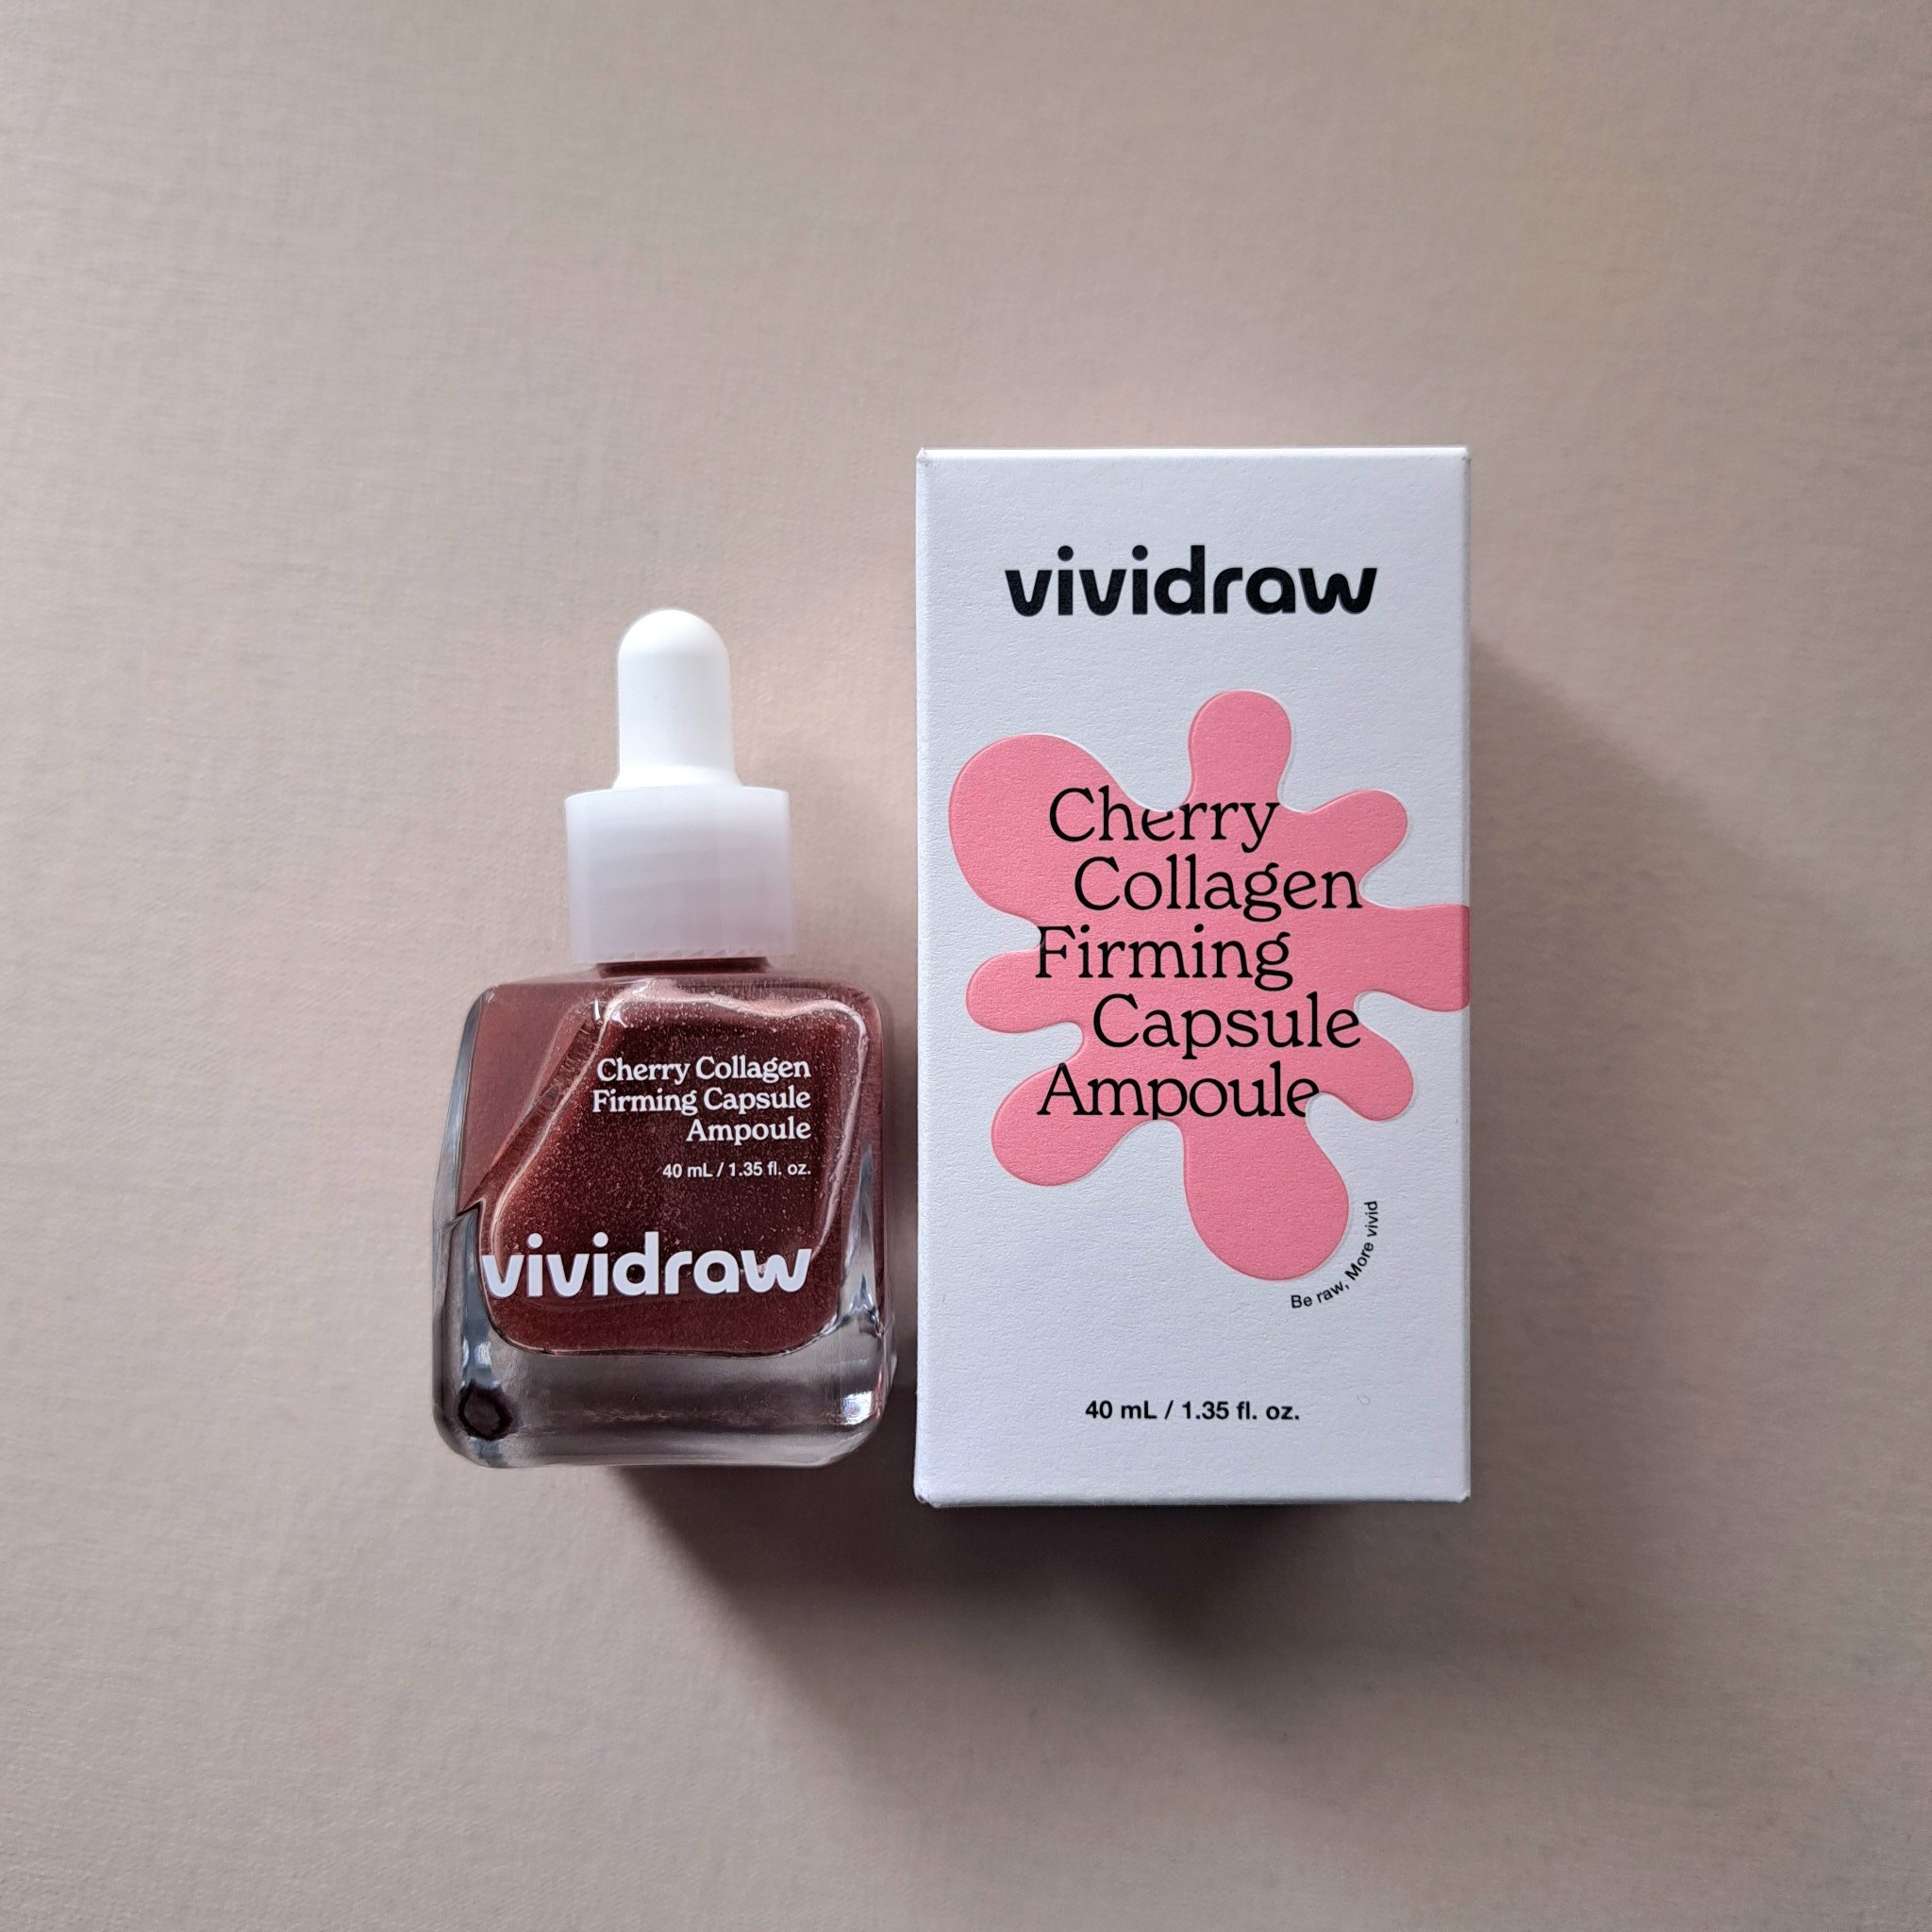 Cherry Collagen
Firming Capsule
Ampoule
40 mL / 1.35 fl. oz.
vividraw
vividraw
Cherry
Collagen
Firming
Capsule
Ampoule
Be raw, More vivid
40 mL / 1.35 fl. oz.